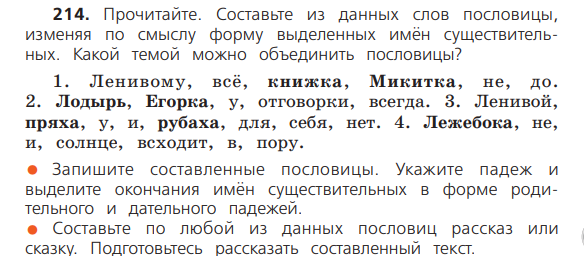 214. Прочитайте. Составьте из данных слов пословицы,
изменяя по смыслу форму выделенных имён существитель-
ных. Какой темой можно объединить пословицы?
1. Ленивому, всё, книжка, Микитка, не, до.
2. Лодырь, Егорка, у, отговорки, всегда. 3. Ленивой,
пряха, у, и, рубаха, для, себя, нет. 4. Лежебока, не,
и, солнце, всходит, в, пору.
• Запишите составленные пословицы. Укажите падеж и
выделите окончания имён существительных в форме роди-
тельного и дательного падежей.
• Составьте по любой из данных пословиц рассказ или
сказку. Подготовьтесь рассказать составленный текст.